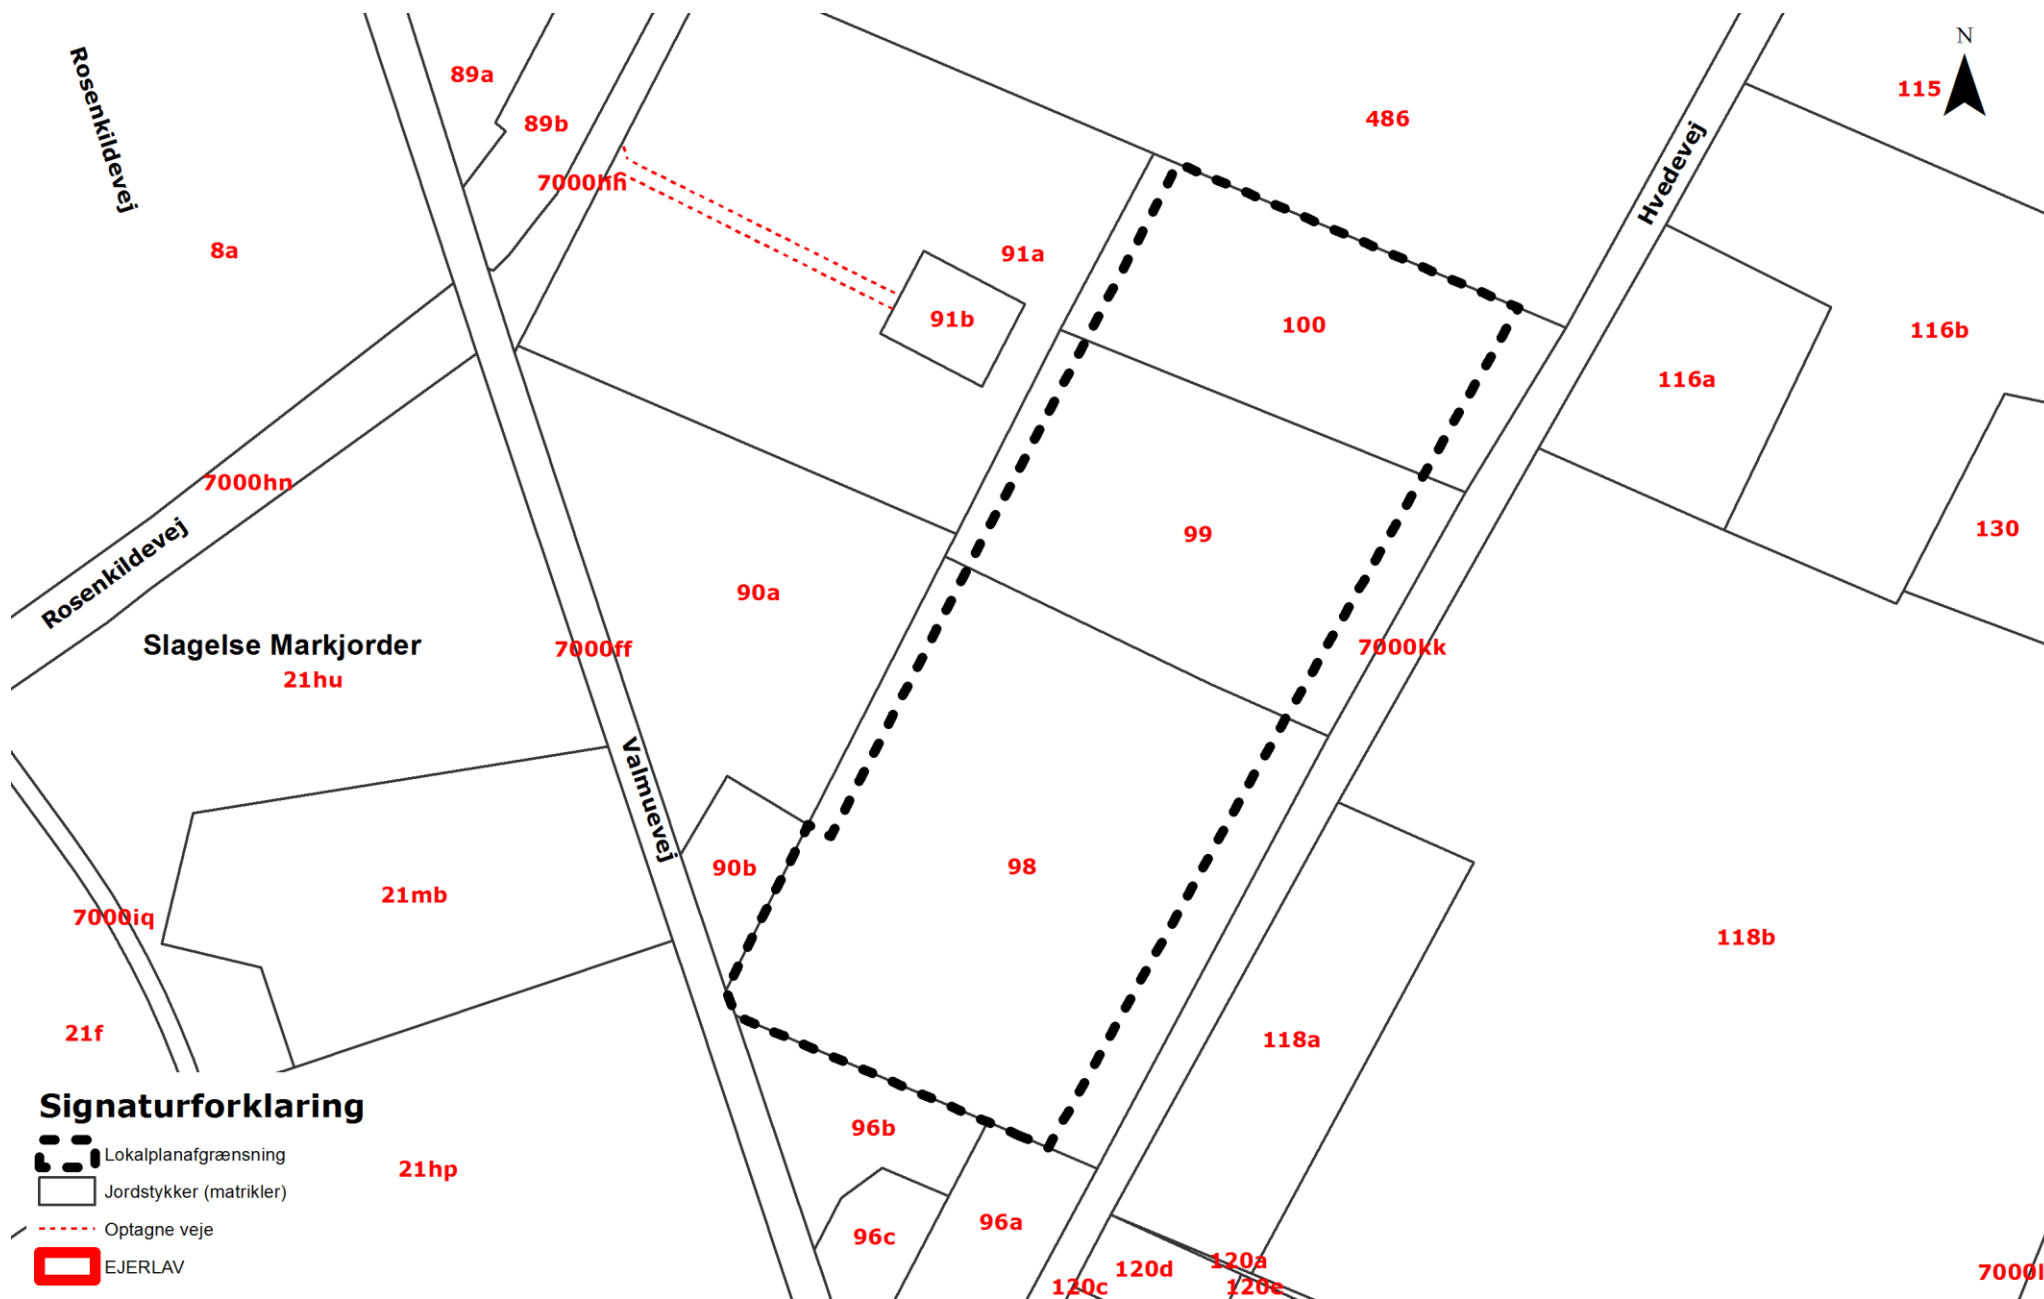 N
Rosenkildevej
89a
115
486
89b
Hvedevej
7000hh
8a
91a
91b
100
116b
116a
7000hn
99
130
Rosenkildevej
90a
Slagelse Markjorder
7000ff
7000kk
21hu
Valmuevej
90b
98
21mb
7000iq
118b
21f
118a
Signaturforklaring
Lokalplanafgrænsning
Jordstykker (matrikler)
Optagne veje
EJERLAV
96b
21hp
96a
96c
120a
120d
120c
120e